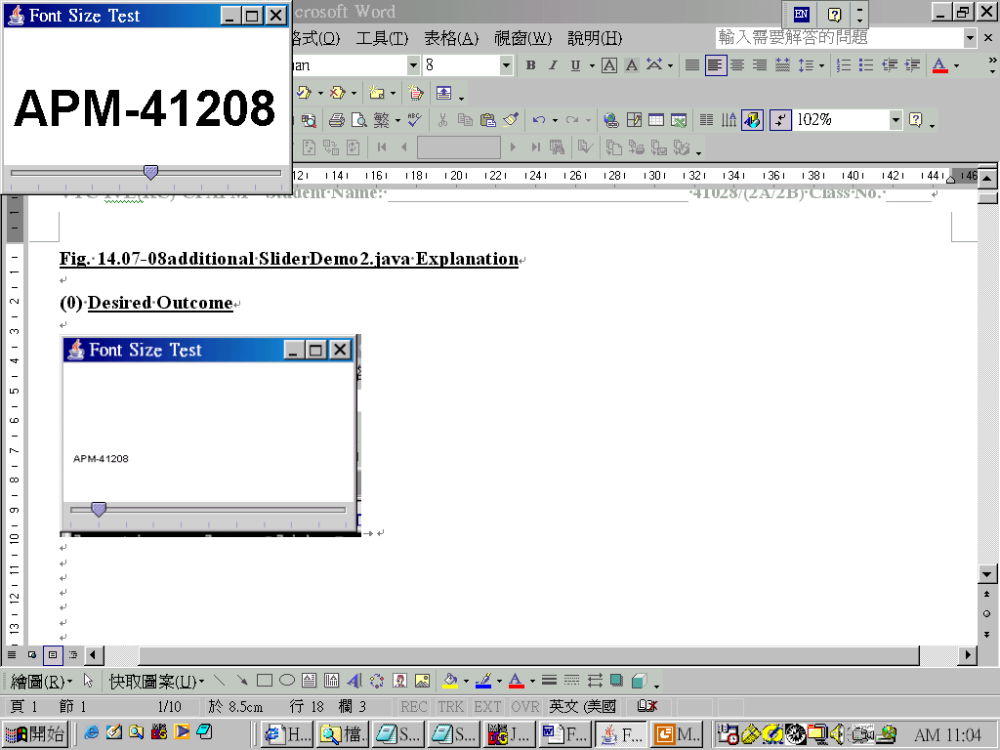 Font Size Test
crosoft Word
EN
格式(O) 工具(T) 表格(A) 視窗(W) 說明(H)
輸入需要解答的問題
8
B I U A A A
APM-41208
繁 ABC
102%
12 14 16 18 20 22 24 26 28 30 32 34 36 38 40 42 44 46
Student Name: 41028/(2A/2B) Class No.
Fig. 14.07-08additional SliderDemo2.java Explanation
(0) Desired Outcome
Font Size Test
APM-41208
1
1 2 3 4 5 6 7 8 9 10 11 12 13
繪圖(R) 快取圖案(U)
頁 1 節 1 1/10 於 8.5cm 行 18 欄 3 REC TRK EXT OVR 英文 (美國
開始 H... 檔... S... S... J... F... F... M... AM 11:04